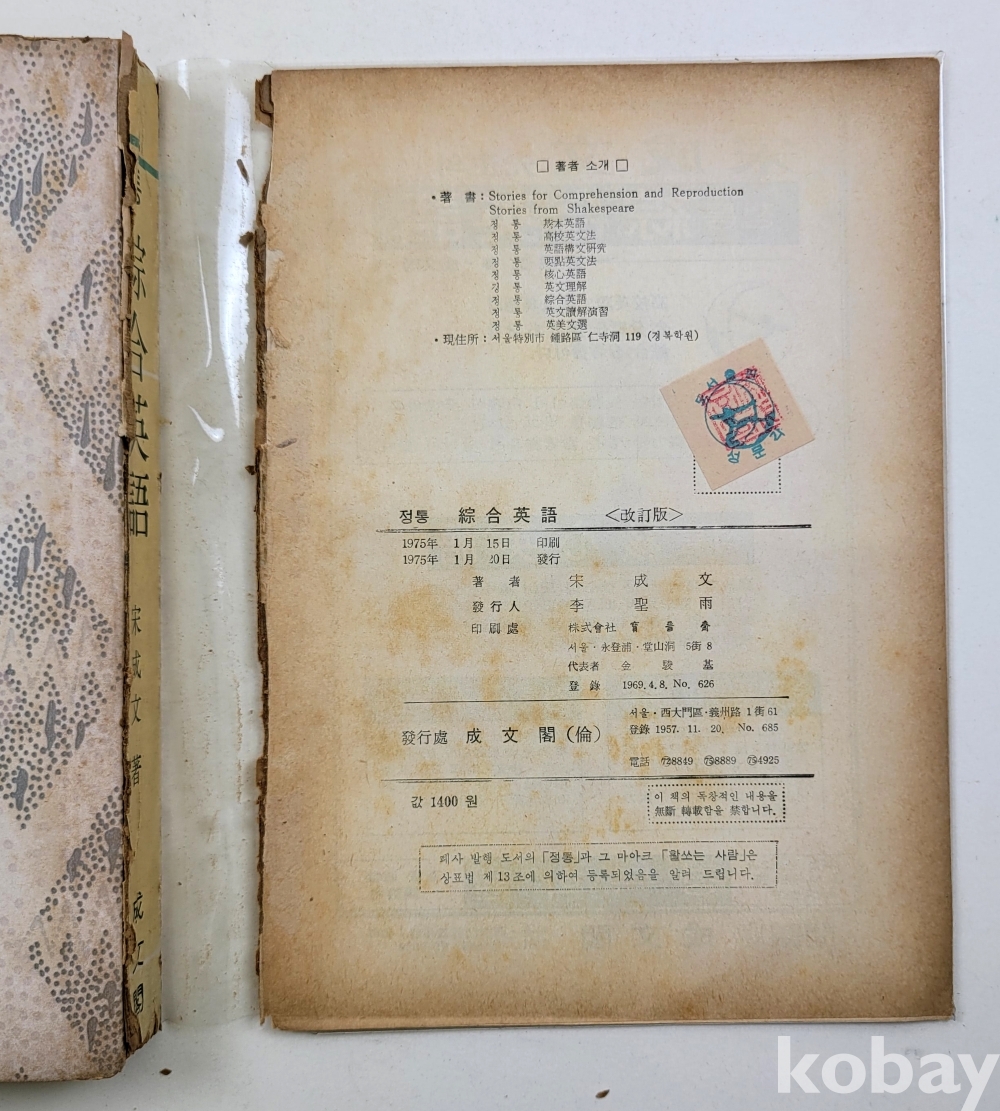 綜合英語
宋成文 著
□ 著者 소개 □
• 著 書 : Stories for Comprehension and Reproduction
Stories from Shakespeare
정 통 基本英語
정 통 高校英文法
정 통 英語構文硏究
정 통 要點英文法
정 통 核心英語
정 통 英文理解
정 통 綜合英語
정 통 英文讀解演習
정 통 英美文選
• 現住所 : 서울特別市 鍾路區 仁寺洞 119 (경복학원)
정통 綜合英語 <改訂版>
1975年 1月 15日 印刷
1975年 1月 20日 發行
著 者 宋 成 文
發行人 李 聖 雨
印刷處 株式會社
서울・永登浦・堂山洞 5街 8
代表者 金 駿 基
登 錄 1969.4.8. No. 626
發行處 成 文 閣 (倫)
서울・西大門區・義州路 1街 61
登錄 1957. 11. 20. No. 685
電話 ㉒8849 ㉓8889 ㉓4925
값 1400 원
이 책의 독창적인 내용을
無斷 轉載함을 禁합니다.
폐사 발행 도서의 「정통」과 그 마아크 「활쏘는 사람」은
상표법 제 13 조에 의하여 등록되었음을 알려 드립니다.
kobay